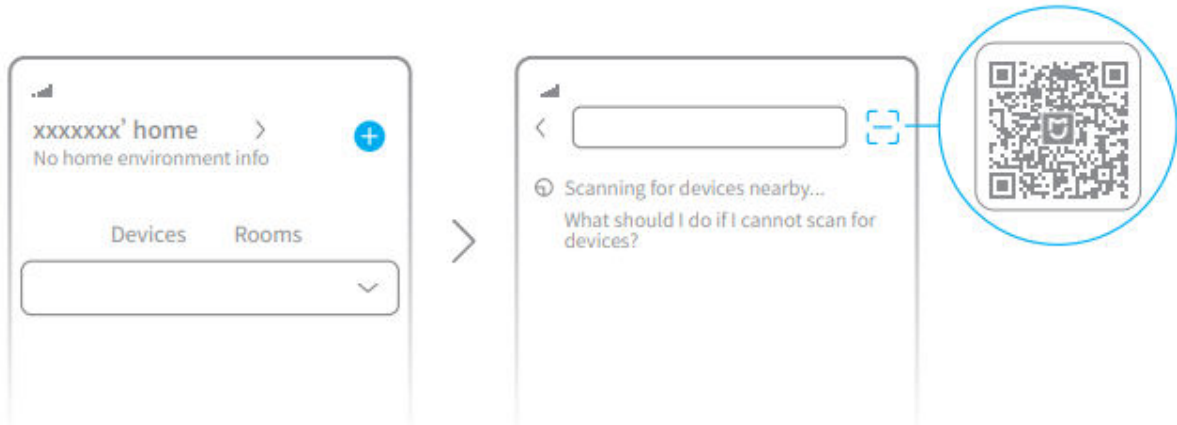 xxxxxxx’ home
No home environment info
Devices Rooms
Scanning for devices nearby...
What should I do if I cannot scan for
devices?